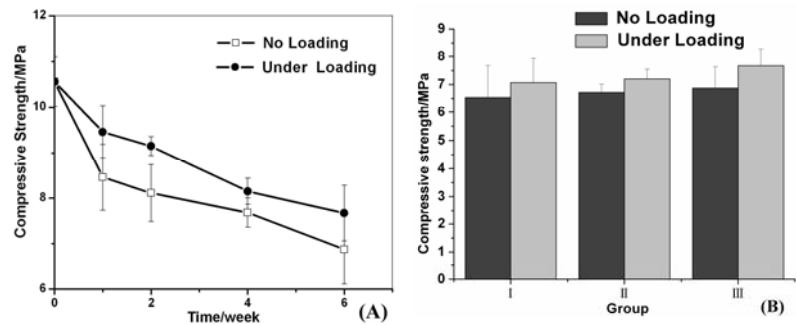 No Loading
Under Loading
Compressive Strength/MPa
10
8
6
0
2
4
6
Time/week
(A)
No Loading
Under Loading
Compressive strength/MPa
9
8
7
6
5
4
3
2
1
0
I
II
III
Group
(B)